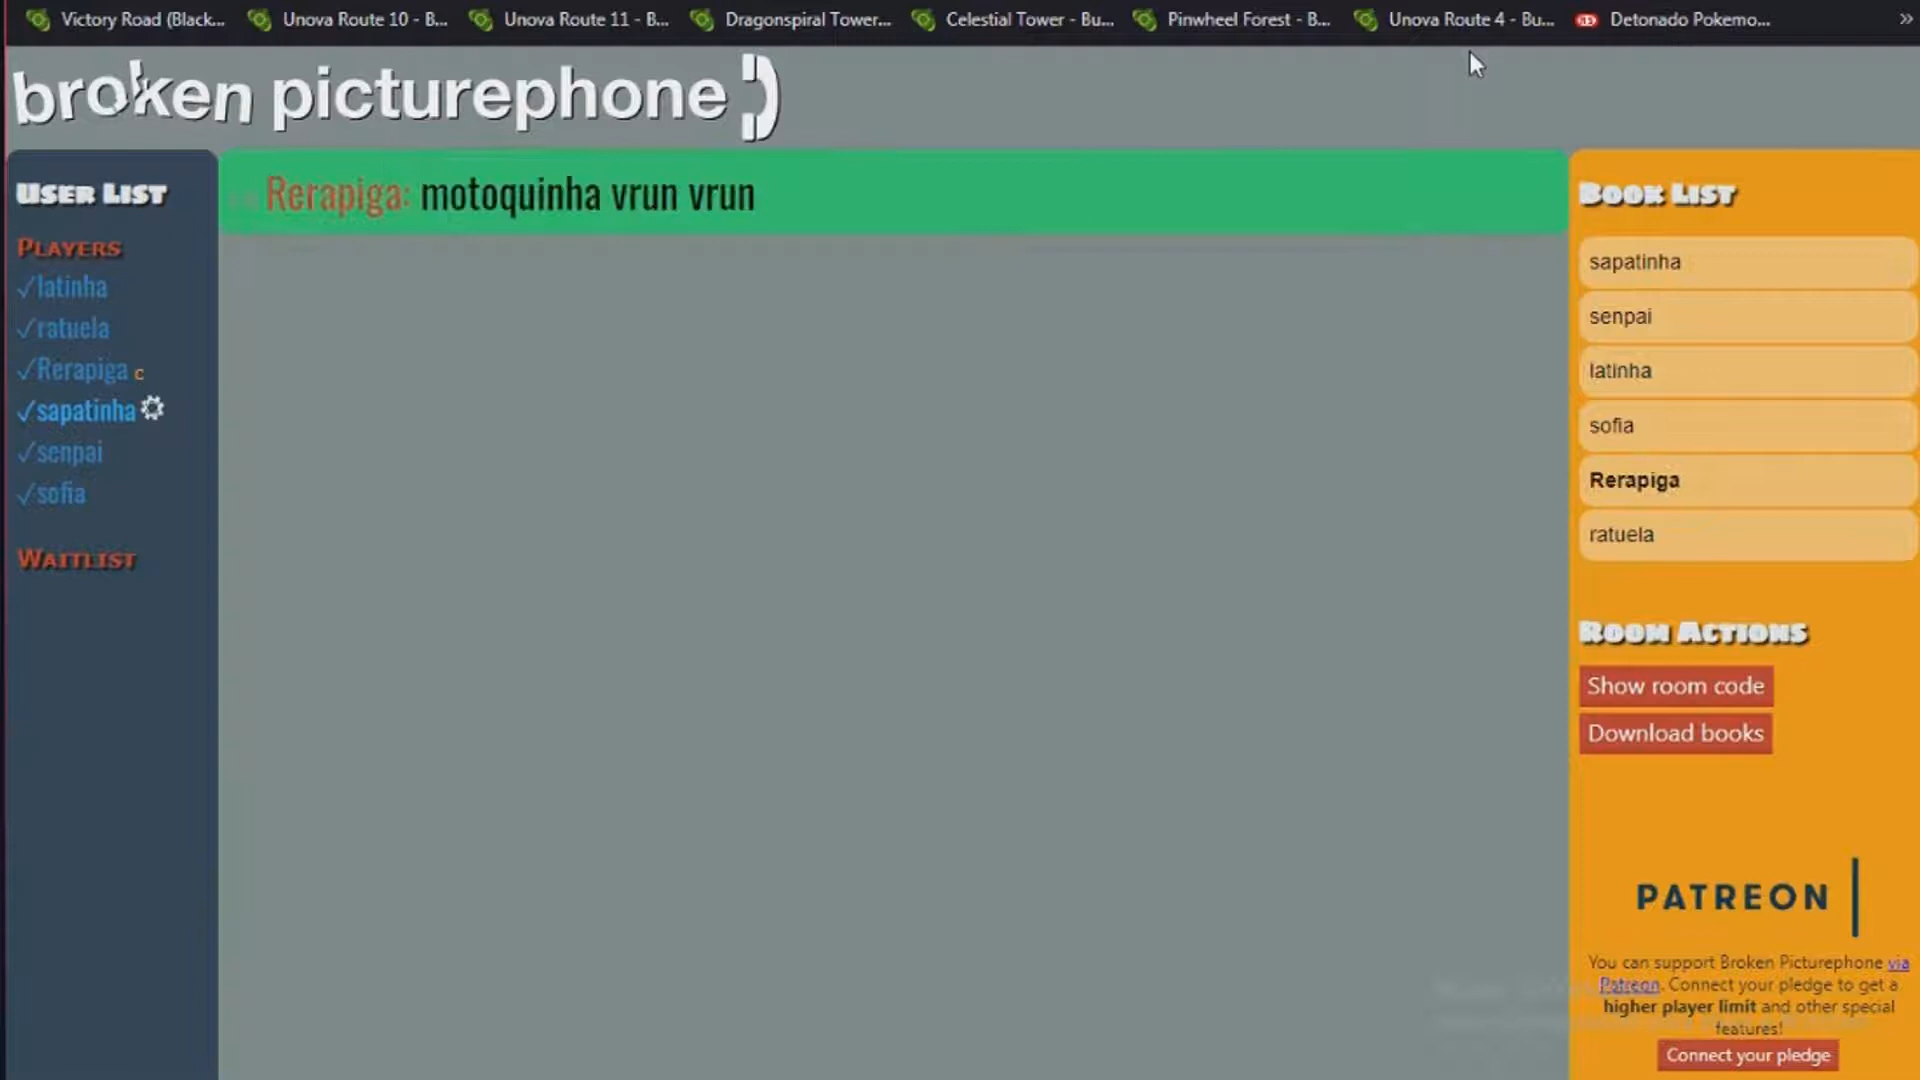 Victory Road (Black...
Unova Route 10 - B...
Unova Route 11 - B...
Dragonspiral Tower...
Celestial Tower - Bu...
Pinwheel Forest - B...
Unova Route 4 - Bu...
Detonado Pokemo...
»
broken picturephone
User List
Players
✓latinha
✓ratuela
✓Rerapiga c
✓sapatinha
✓senpai
✓sofia
Waitlist
Rerapiga: motoquinha vrun vrun
Book List
sapatinha
senpai
latinha
sofia
Rerapiga
ratuela
Room Actions
Show room code
Download books
PATREON
You can support Broken Picturephone via
Patreon. Connect your pledge to get a
higher player limit and other special
features!
Connect your pledge